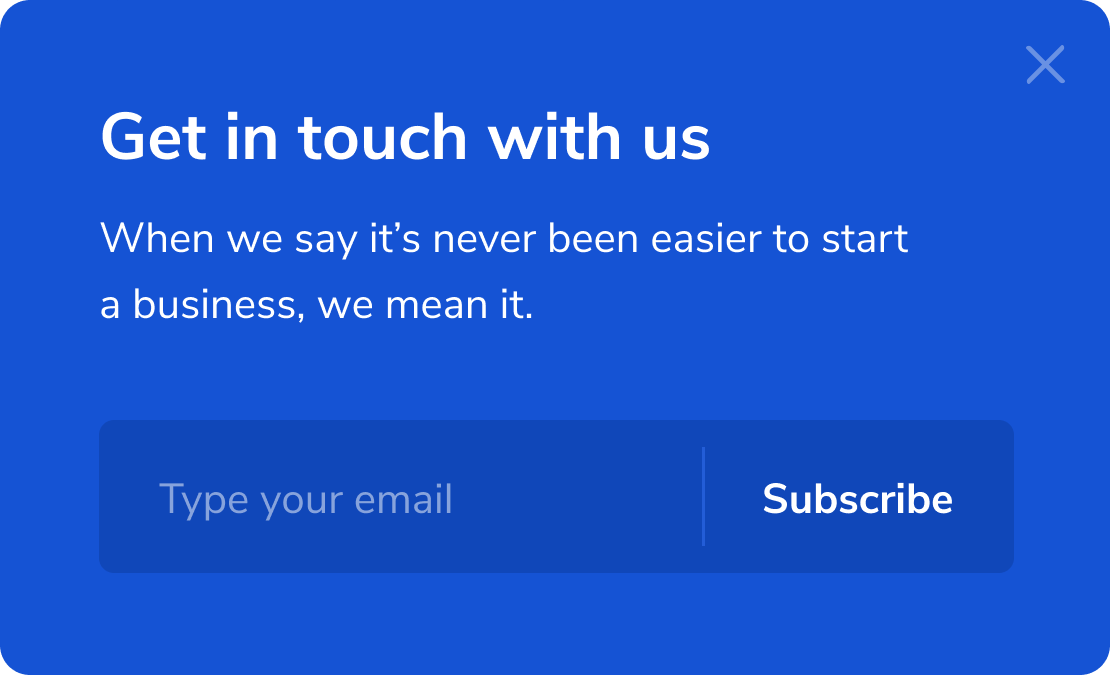 Get in touch with us
When we say it’s never been easier to start
a business, we mean it.
Type your email
Subscribe